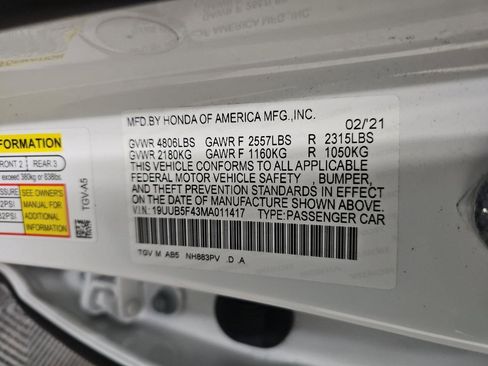 MFD BY HONDA OF AMERICA MFG.,INC. 02/'21
GVWR 4806LBS GAWR F 2557LBS R 2315LBS
GVWR 2180KG GAWR F 1160KG R 1050KG
THIS VEHICLE CONFORMS TO ALL APPLICABLE
FEDERAL MOTOR VEHICLE SAFETY , BUMPER,
AND THEFT PREVENTION STANDARDS IN EFFECT
ON THE DATE OF MANUFACTURE SHOWN ABOVE.
VIN: 19UUB5F43MA011417 TYPE: PASSENGER CAR
TGV M AB5 NH883PV .D .A
FORMATION
FRONT 2 REAR 3
exceed 380kg or 838lbs.
SEE OWNER'S
MANUAL FOR
ADDITIONAL
INFORMATION
TGV-A5